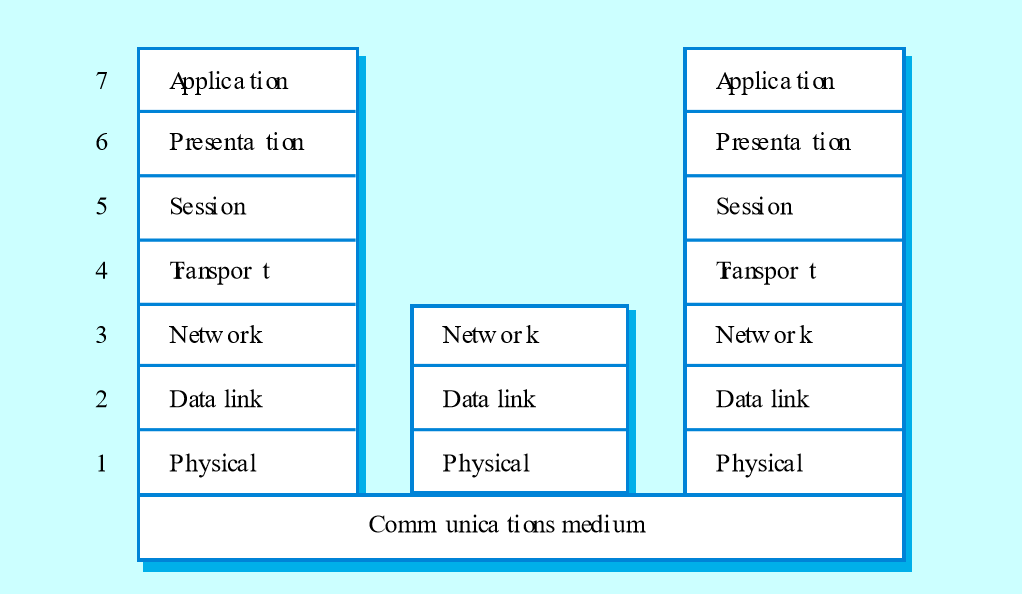 7 Application Application
6 Presentation Presentation
5 Session Session
4 Transport Transport
3 Network Network Network
2 Data link Data link Data link
1 Physical Physical Physical
Communications medium